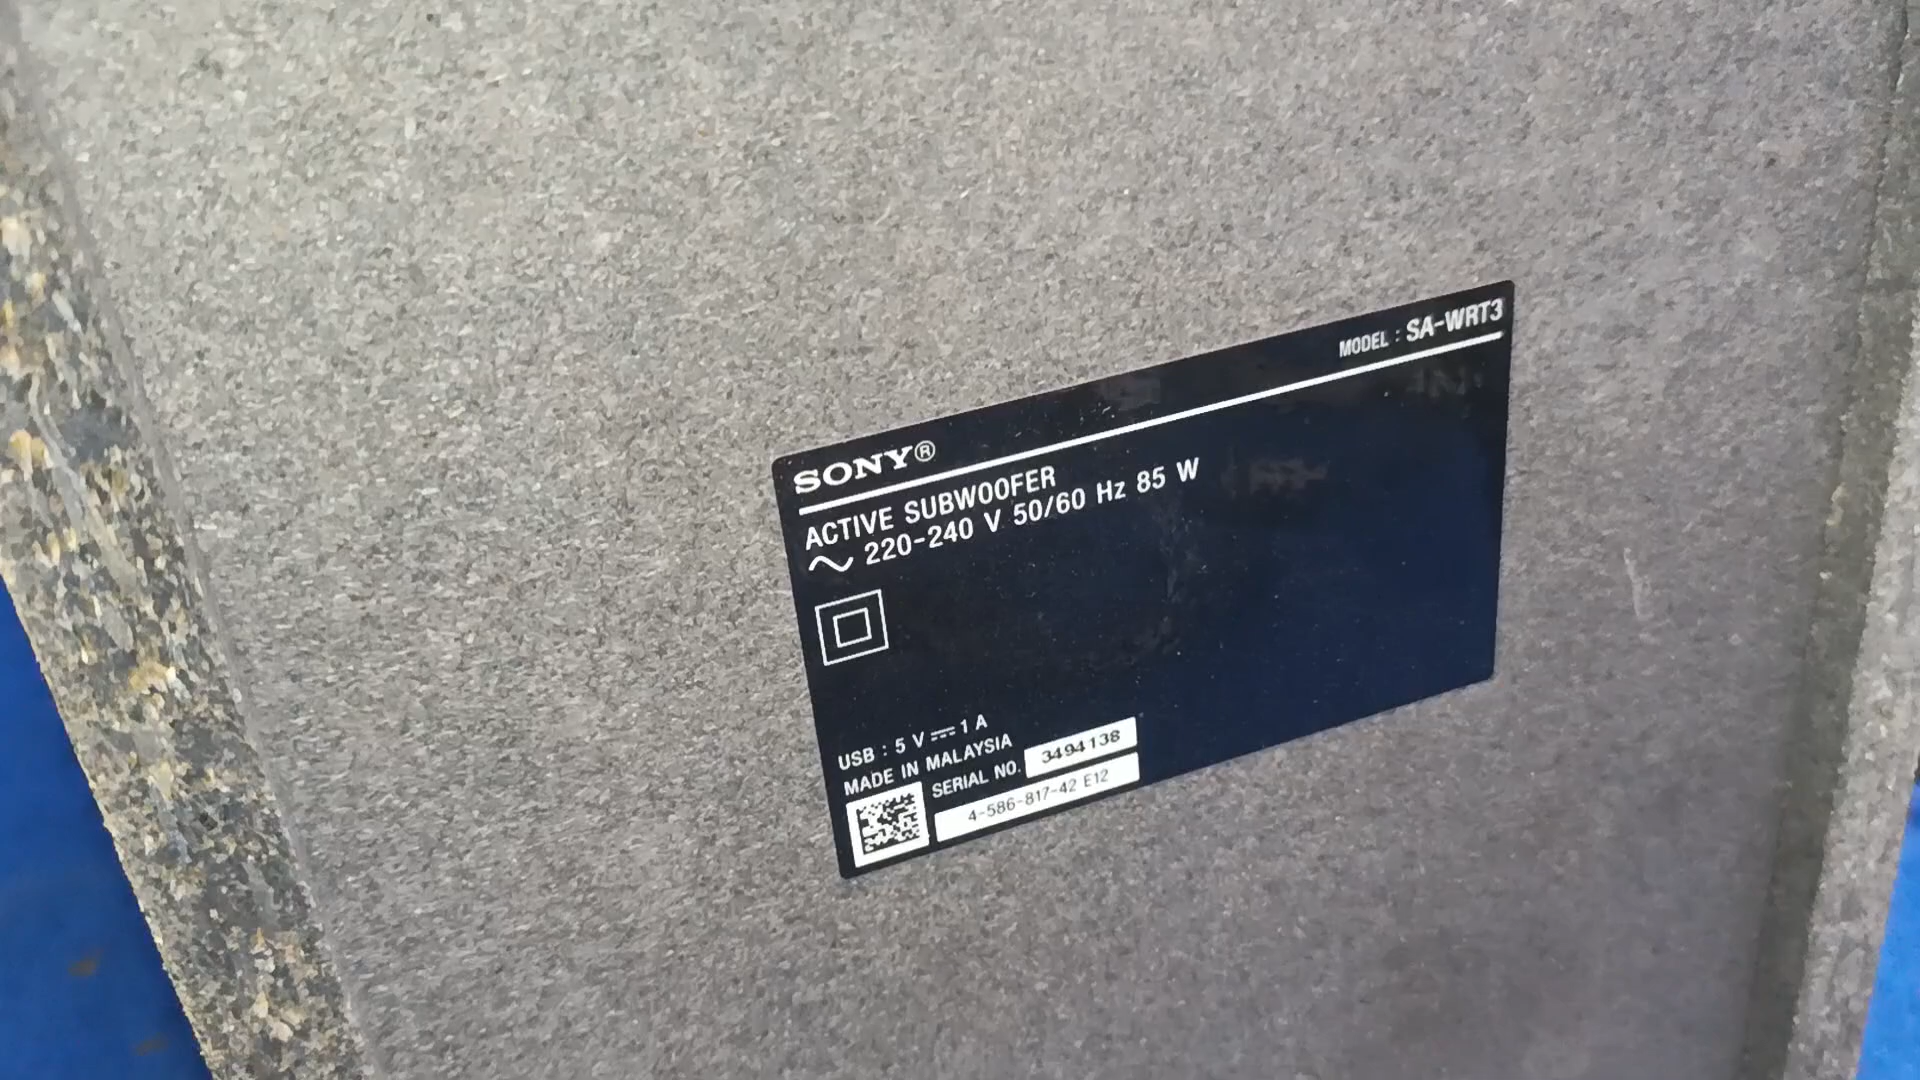 SONY®
MODEL : SA-WRT3
ACTIVE SUBWOOFER
~ 220-240 V 50/60 Hz 85 W
USB : 5 V ⎓ 1 A
MADE IN MALAYSIA
SERIAL NO. 3494138
4-586-817-42 E12